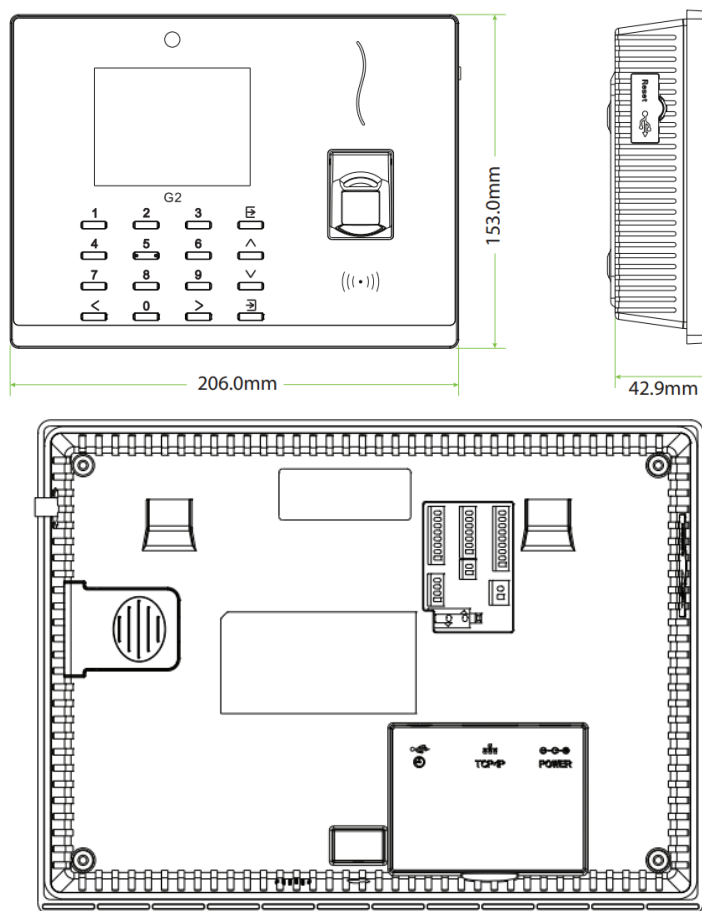 G2
1 2 3
4 5 6
7 8 9
< 0 >
153.0mm
206.0mm
Reset
42.9mm
TCP/IP POWER